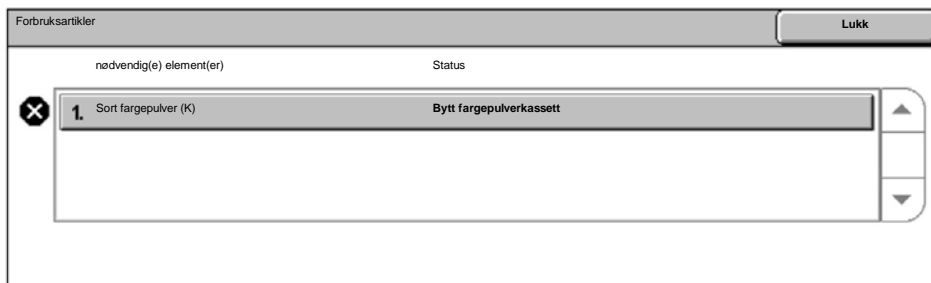 Forbruksartikler
Lukk
nødvendig(e) element(er) Status
1. Sort fargepulver (K) Bytt fargepulverkassett